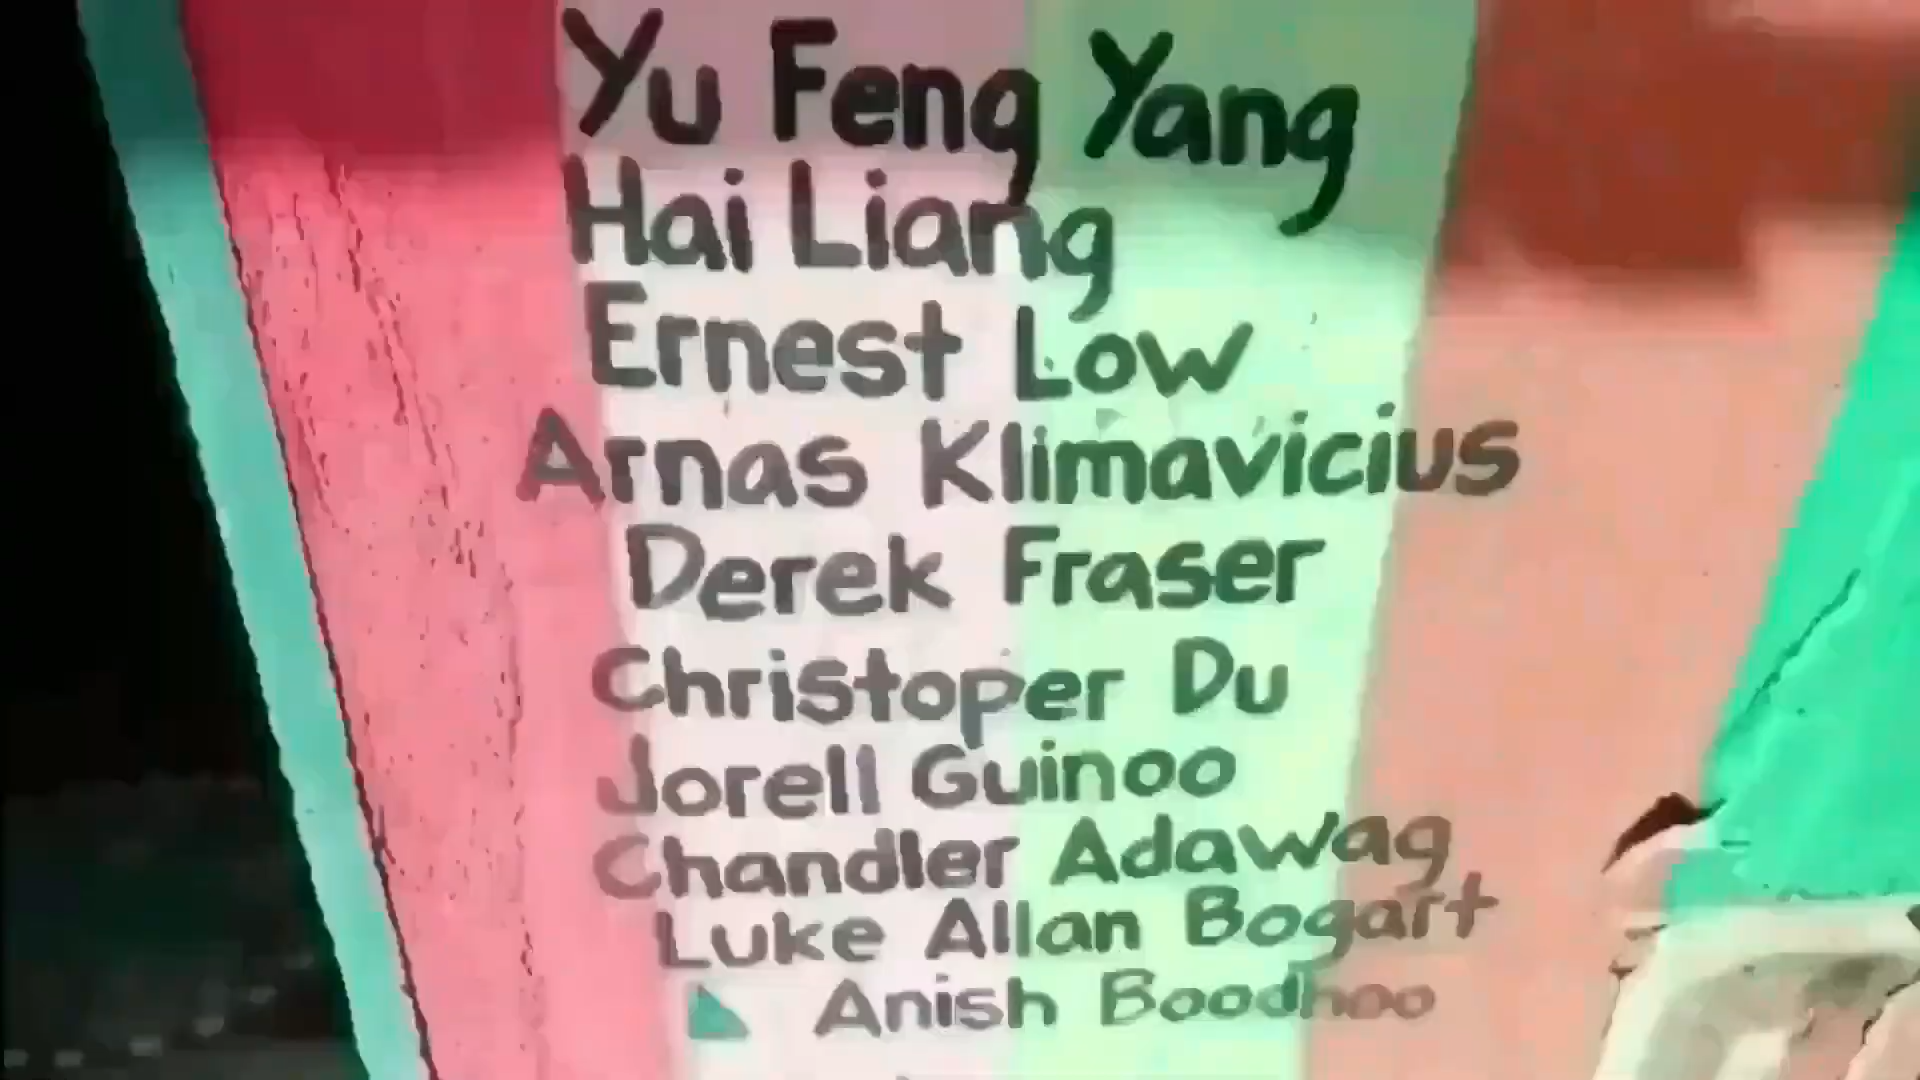 Yu Feng Yang
Hai Liang
Ernest Low
Arnas Klimavicius
Derek Fraser
Christoper Du
Jorell Guinoo
Chandler Adawag
Luke Allan Bogart
Anish Boodhoo